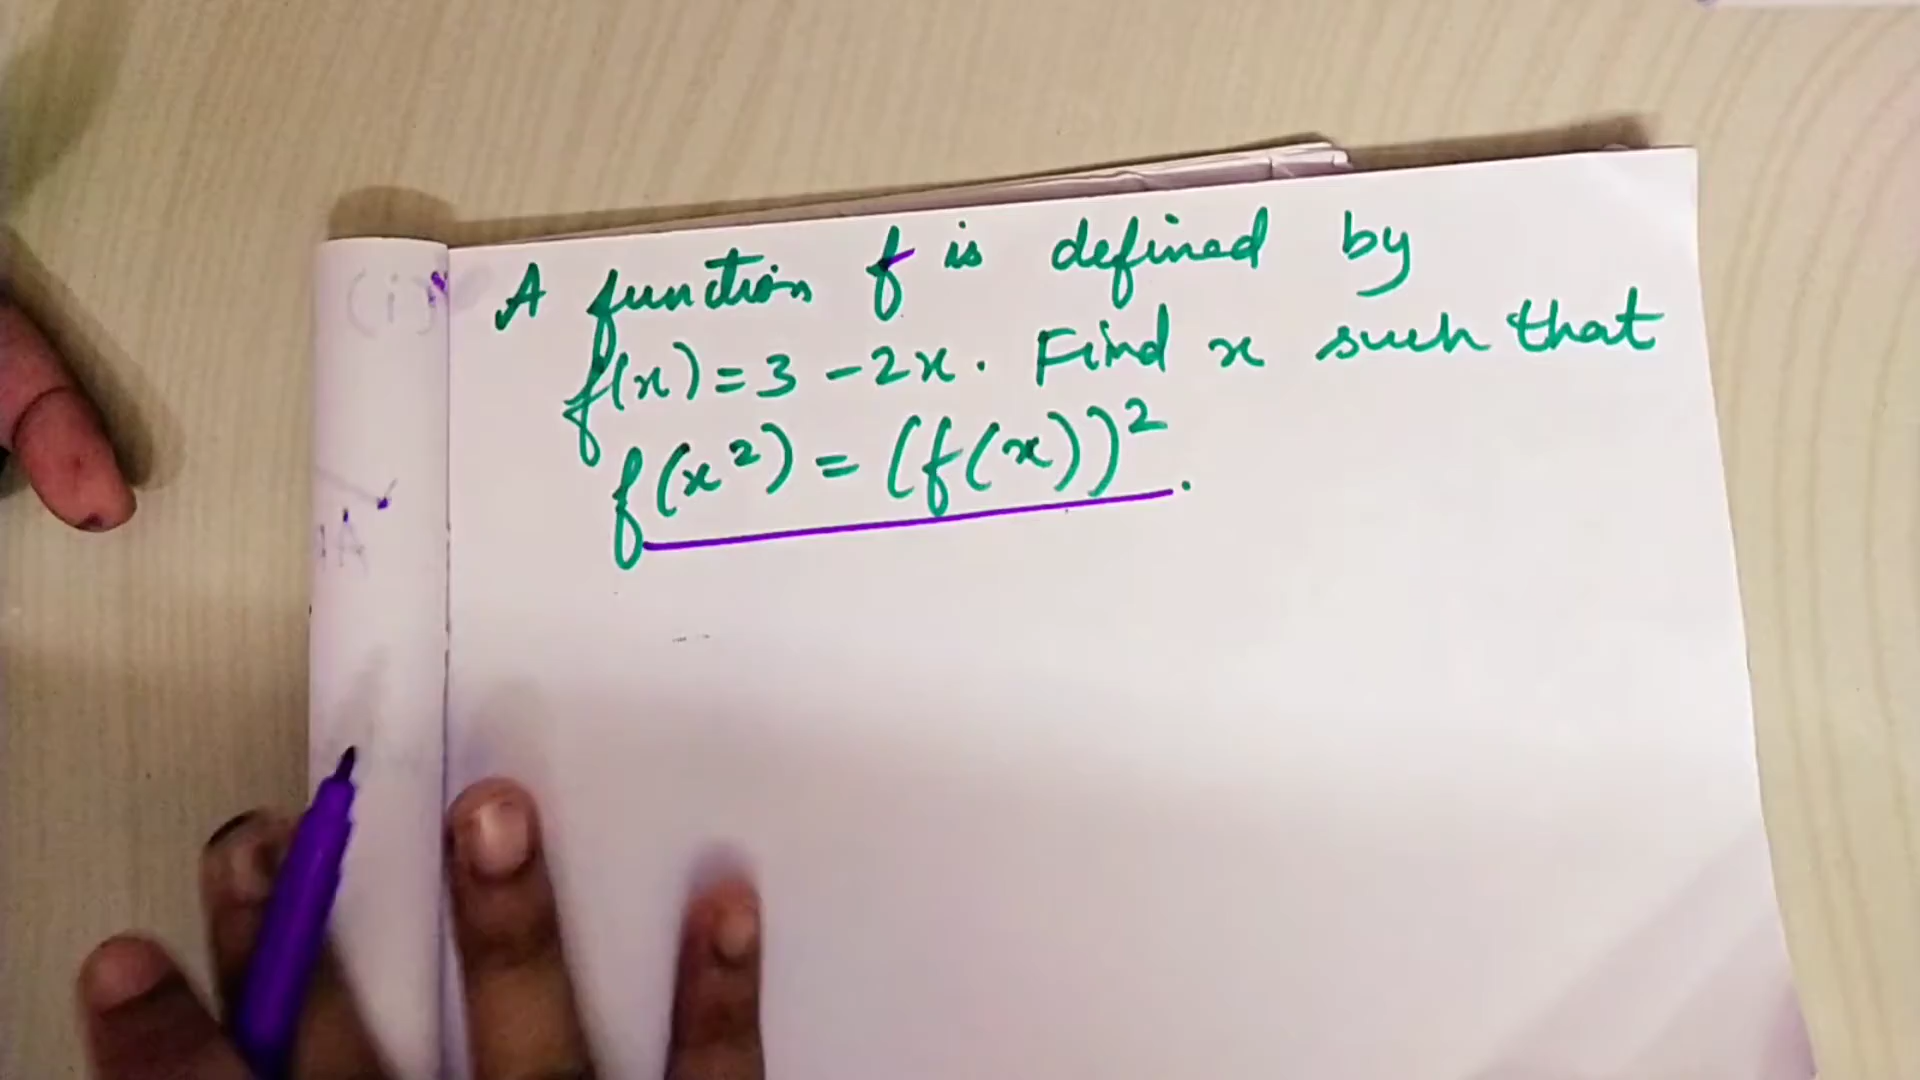 A function f is defined by
f(x) = 3 - 2x. Find x such that
f(x²) = (f(x))².
(i)